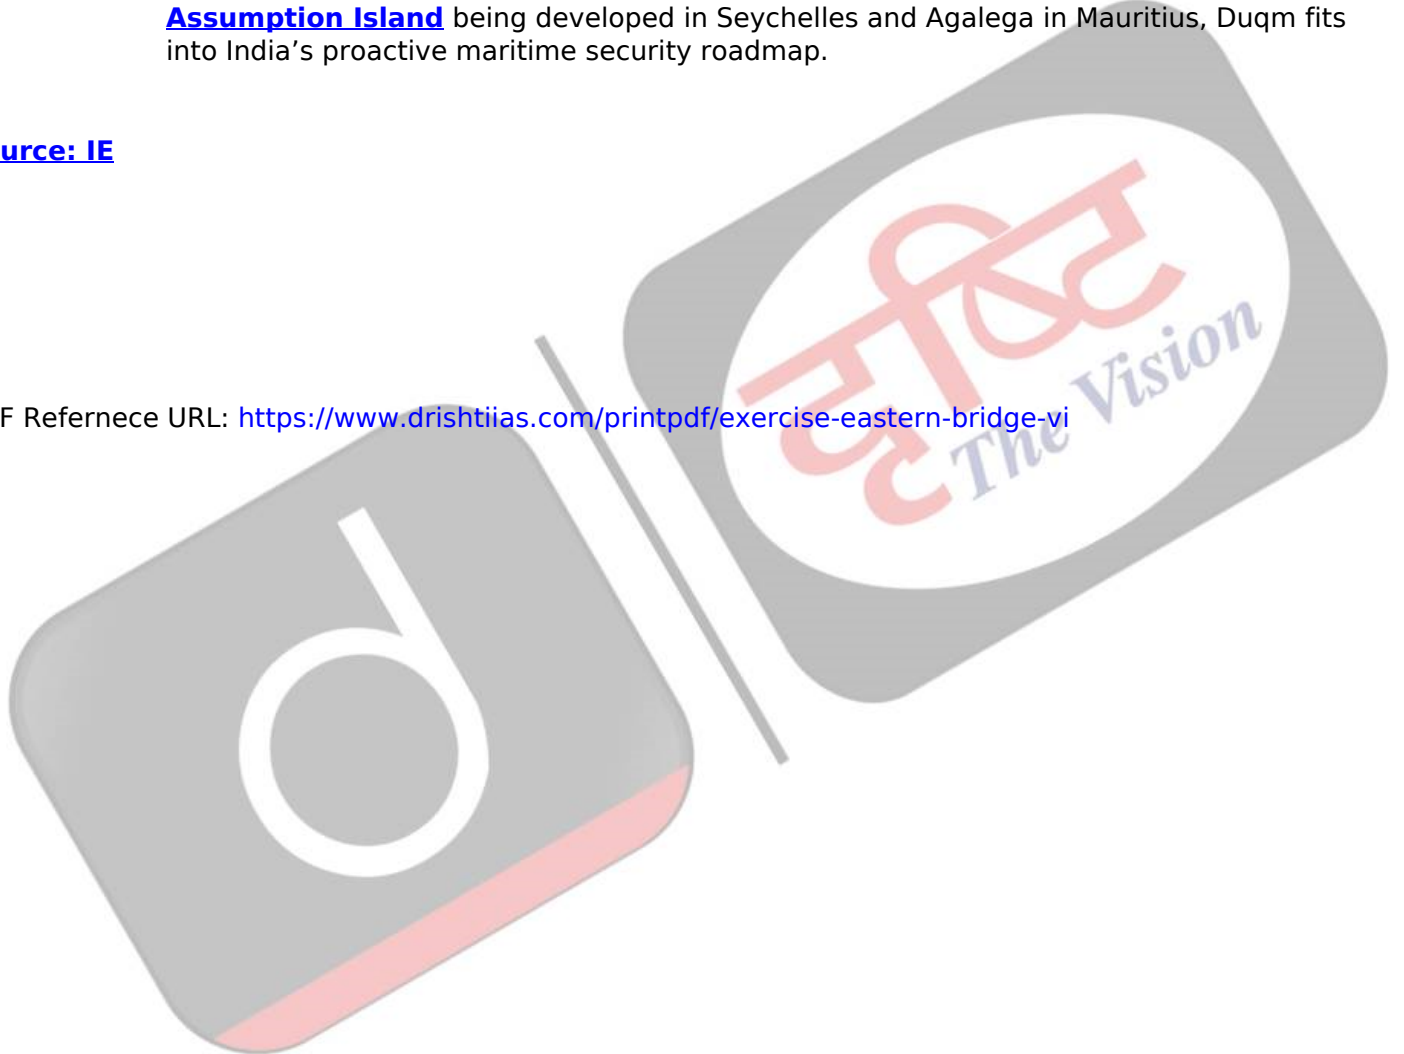 Assumption Island being developed in Seychelles and Agalega in Mauritius, Duqm fits
into India’s proactive maritime security roadmap.
urce: IE
F Refernece URL: https://www.drishtiias.com/printpdf/exercise-eastern-bridge-vi
दृष्टि
The Vision
d